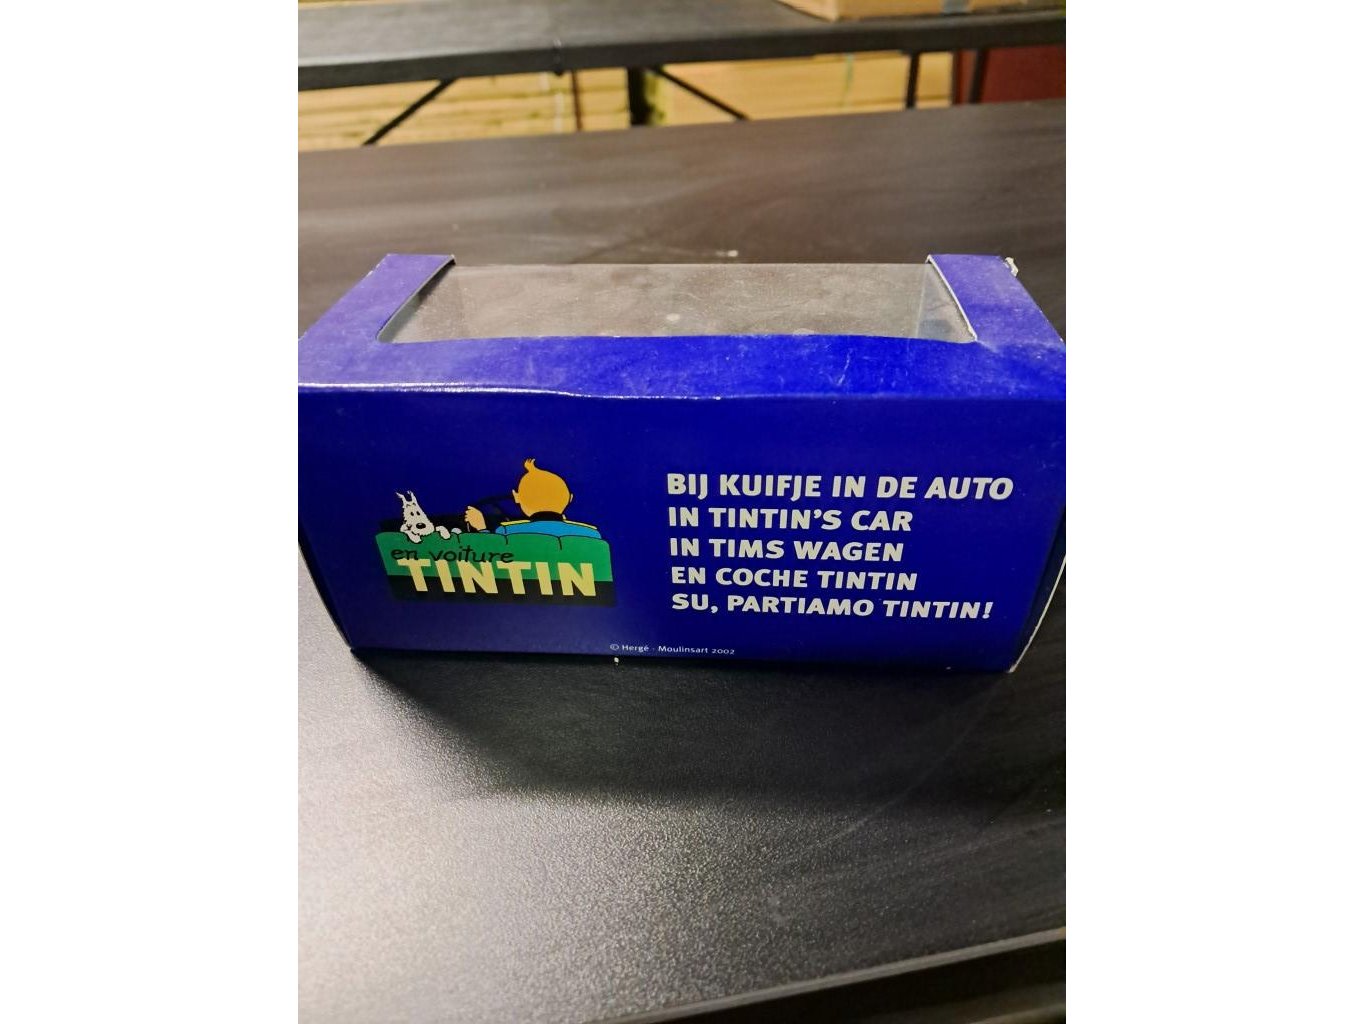 en voiture
TINTIN
BIJ KUIFJE IN DE AUTO
IN TINTIN'S CAR
IN TIMS WAGEN
EN COCHE TINTIN
SU, PARTIAMO TINTIN!
© Hergé - Moulinsart 2002